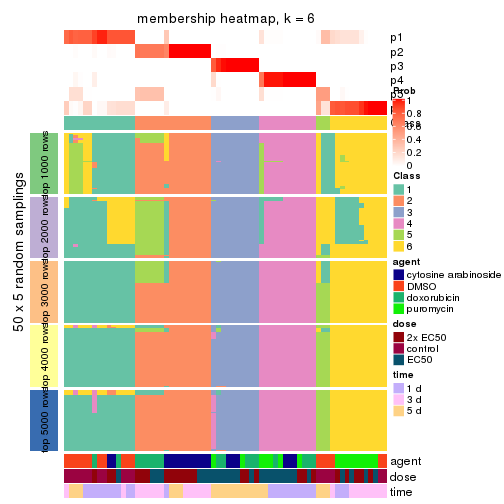 membership heatmap, k = 6
p1
p2
p3
p4
Prob
1
0.8
0.4
0.2
0
Class
1
2
3
4
5
6
agent
cytosine arabinoside
DMSO
doxorubicin
puromycin
dose
2x EC50
control
EC50
time
1 d
3 d
5 d
50 x 5 random samplings
top 1000 rows
top 2000 rows
top 3000 rows
top 4000 rows
top 5000 rows
agent
dose
time